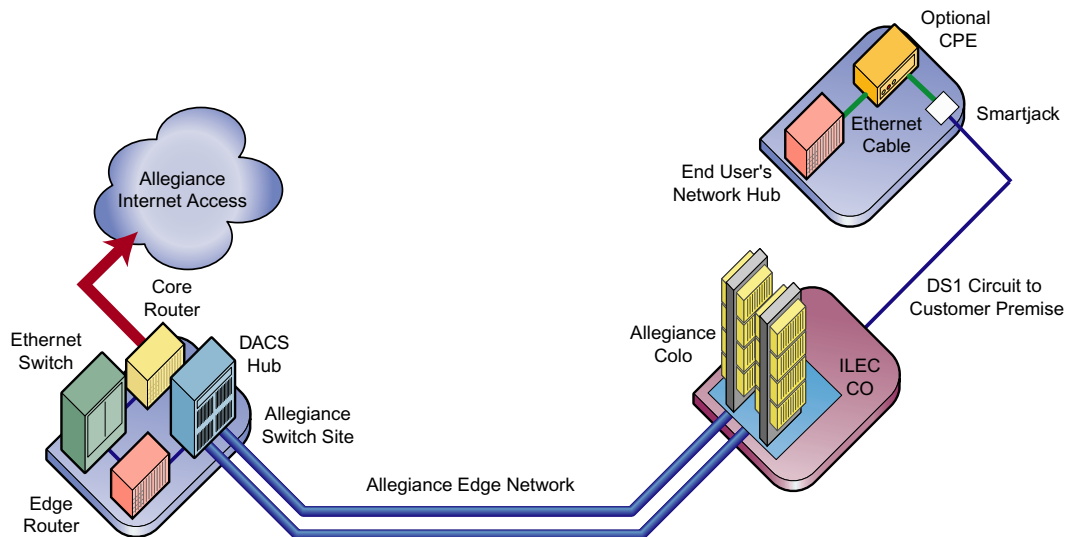 Optional
CPE
Smartjack
Ethernet
Cable
End User's
Network Hub
Allegiance
Internet Access
Core
Router
Ethernet
Switch
DACS
Hub
Allegiance
Switch Site
Edge
Router
Allegiance Edge Network
Allegiance
Colo
ILEC
CO
DS1 Circuit to
Customer Premise